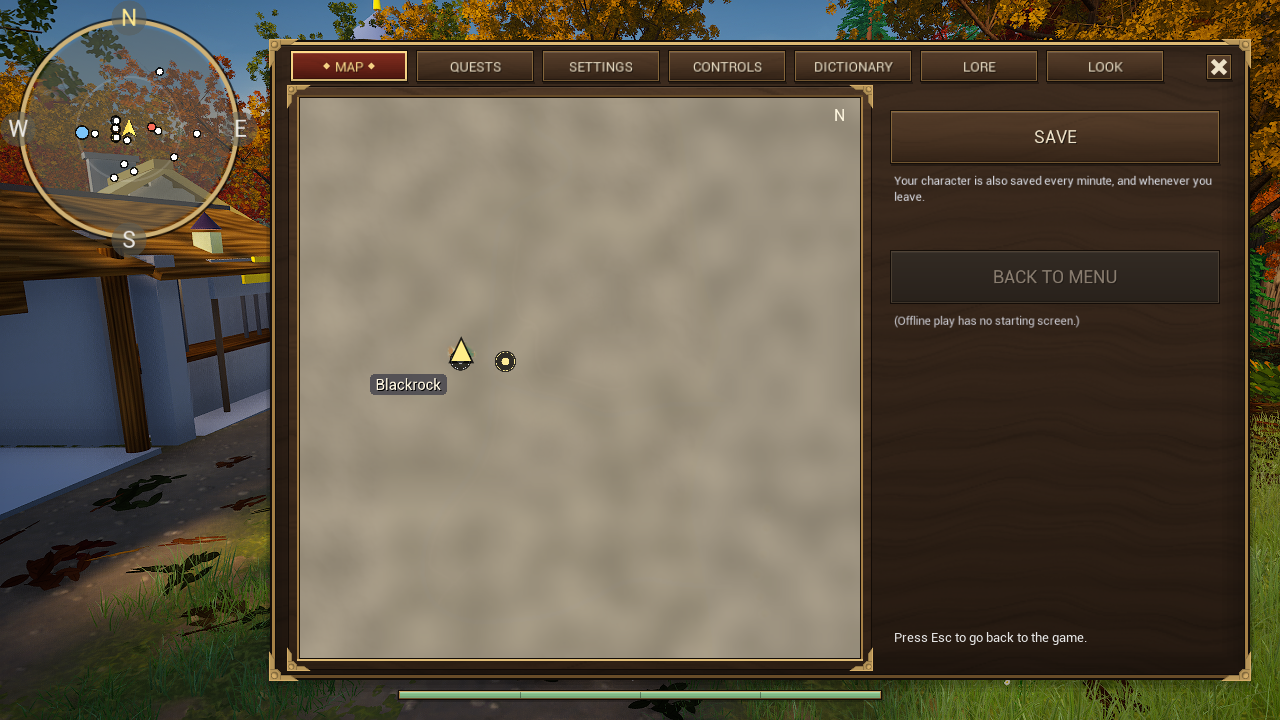 N
W
E
S
MAP
QUESTS
SETTINGS
CONTROLS
DICTIONARY
LORE
LOOK
N
Blackrock
SAVE
Your character is also saved every minute, and whenever you
leave.
BACK TO MENU
(Offline play has no starting screen.)
Press Esc to go back to the game.